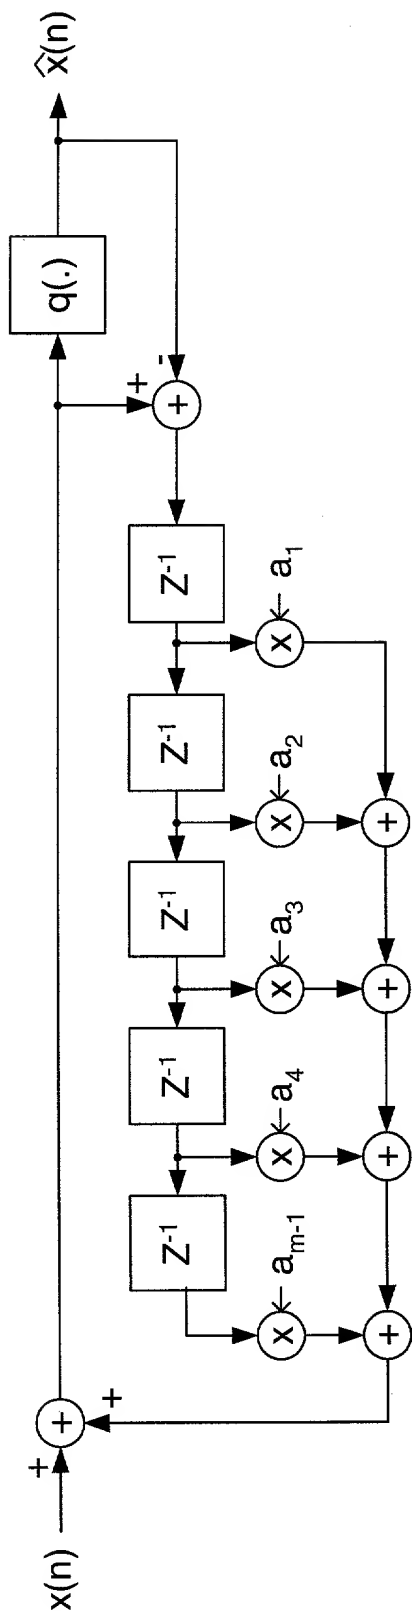 x(n)
+
+
+
q(.)
x̂(n)
+
-
+
Z⁻¹
Z⁻¹
Z⁻¹
Z⁻¹
Z⁻¹
x
aₘ₋₁
x
a₄
x
a₃
x
a₂
x
a₁
+
+
+
+